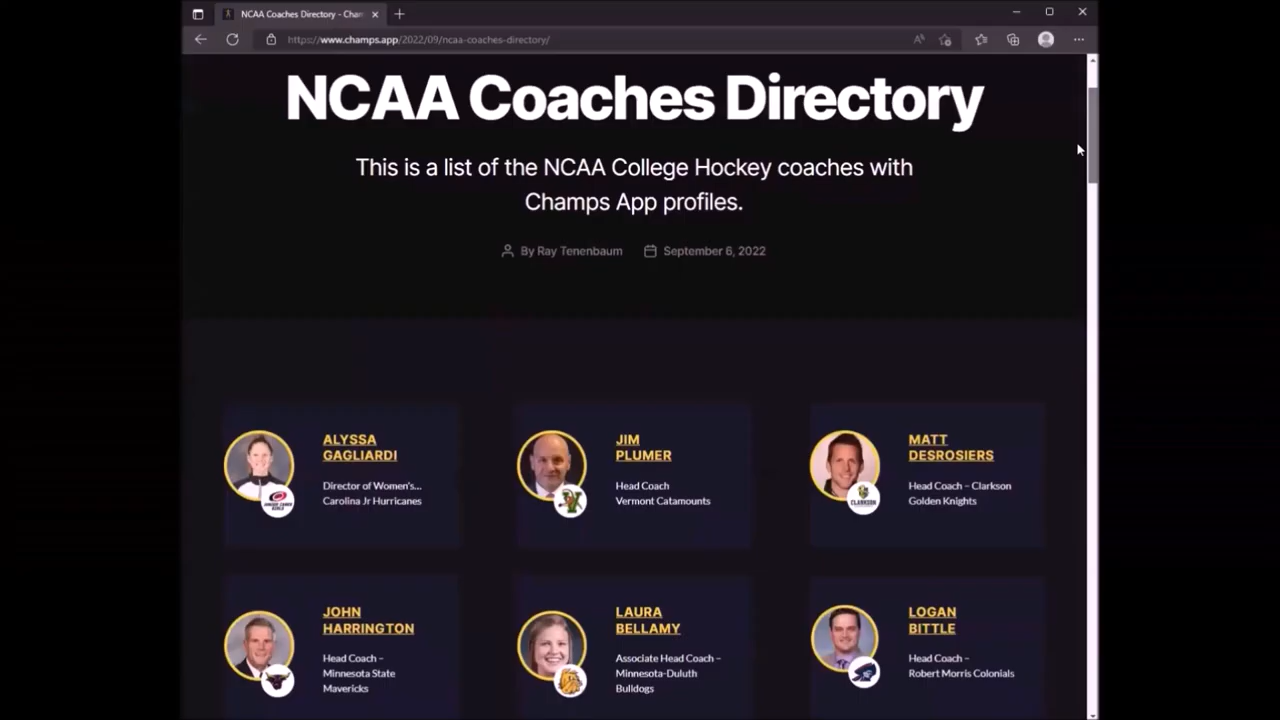 NCAA Coaches Directory - Cham
https://www.champs.app/2022/09/ncaa-coaches-directory/
NCAA Coaches Directory
This is a list of the NCAA College Hockey coaches with
Champs App profiles.
By Ray Tenenbaum
September 6, 2022
ALYSSA
GAGLIARDI
Director of Women's...
Carolina Jr Hurricanes
JIM
PLUMER
Head Coach
Vermont Catamounts
MATT
DESROSIERS
Head Coach – Clarkson
Golden Knights
CLARKSON
JOHN
HARRINGTON
Head Coach –
Minnesota State
Mavericks
LAURA
BELLAMY
Associate Head Coach –
Minnesota-Duluth
Bulldogs
LOGAN
BITTLE
Head Coach –
Robert Morris Colonials